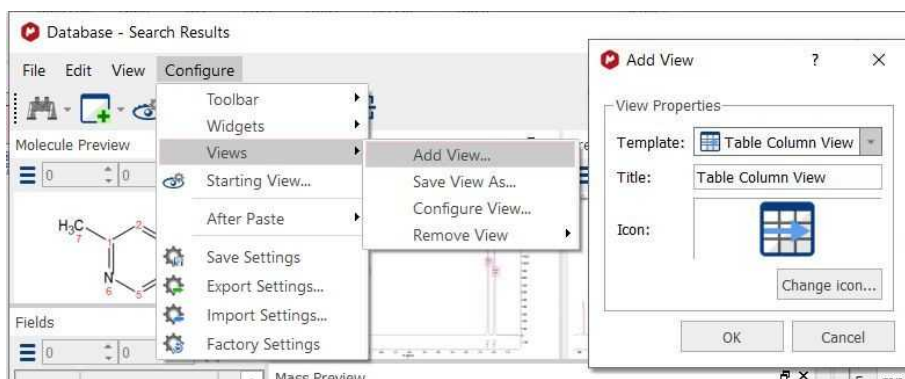 Database - Search Results
File Edit View Configure
Molecule Preview
0 0
H₃C
7
1
2
N
6
5
Fields
0 0
Toolbar
Widgets
Views
Starting View...
After Paste
Save Settings
Export Settings...
Import Settings...
Factory Settings
Add View...
Save View As...
Configure View...
Remove View
Mass Preview
Add View ? ×
View Properties
Template: Table Column View
Title: Table Column View
Icon:
Change icon...
OK Cancel